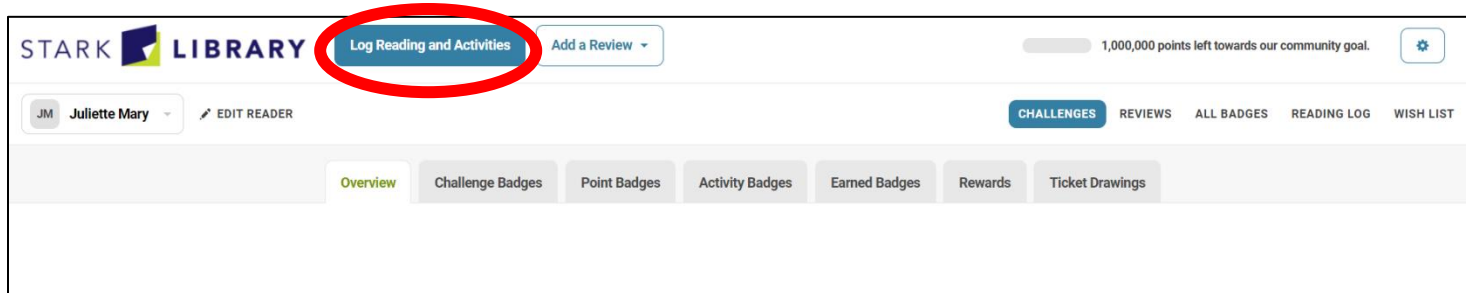 STARK LIBRARY
Log Reading and Activities
Add a Review
1,000,000 points left towards our community goal.
JM Juliette Mary
EDIT READER
CHALLENGES
REVIEWS
ALL BADGES
READING LOG
WISH LIST
Overview
Challenge Badges
Point Badges
Activity Badges
Earned Badges
Rewards
Ticket Drawings